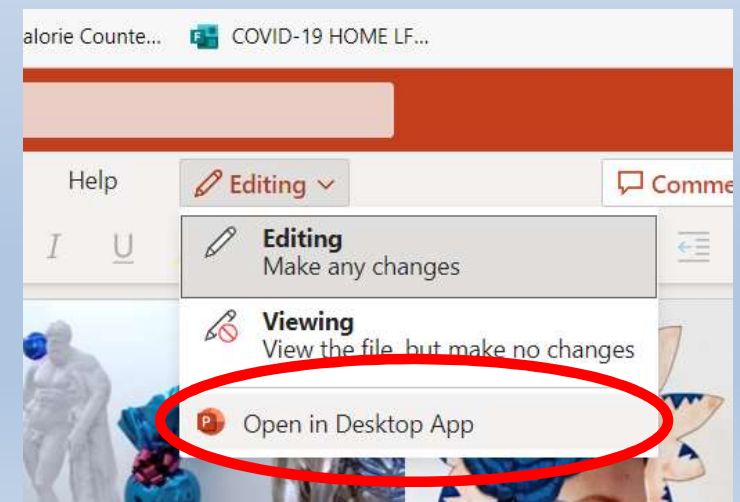 alorie Counte... COVID-19 HOME LF...
Help Editing Comme
I U Editing
Make any changes
Viewing
View the file, but make no changes
Open in Desktop App